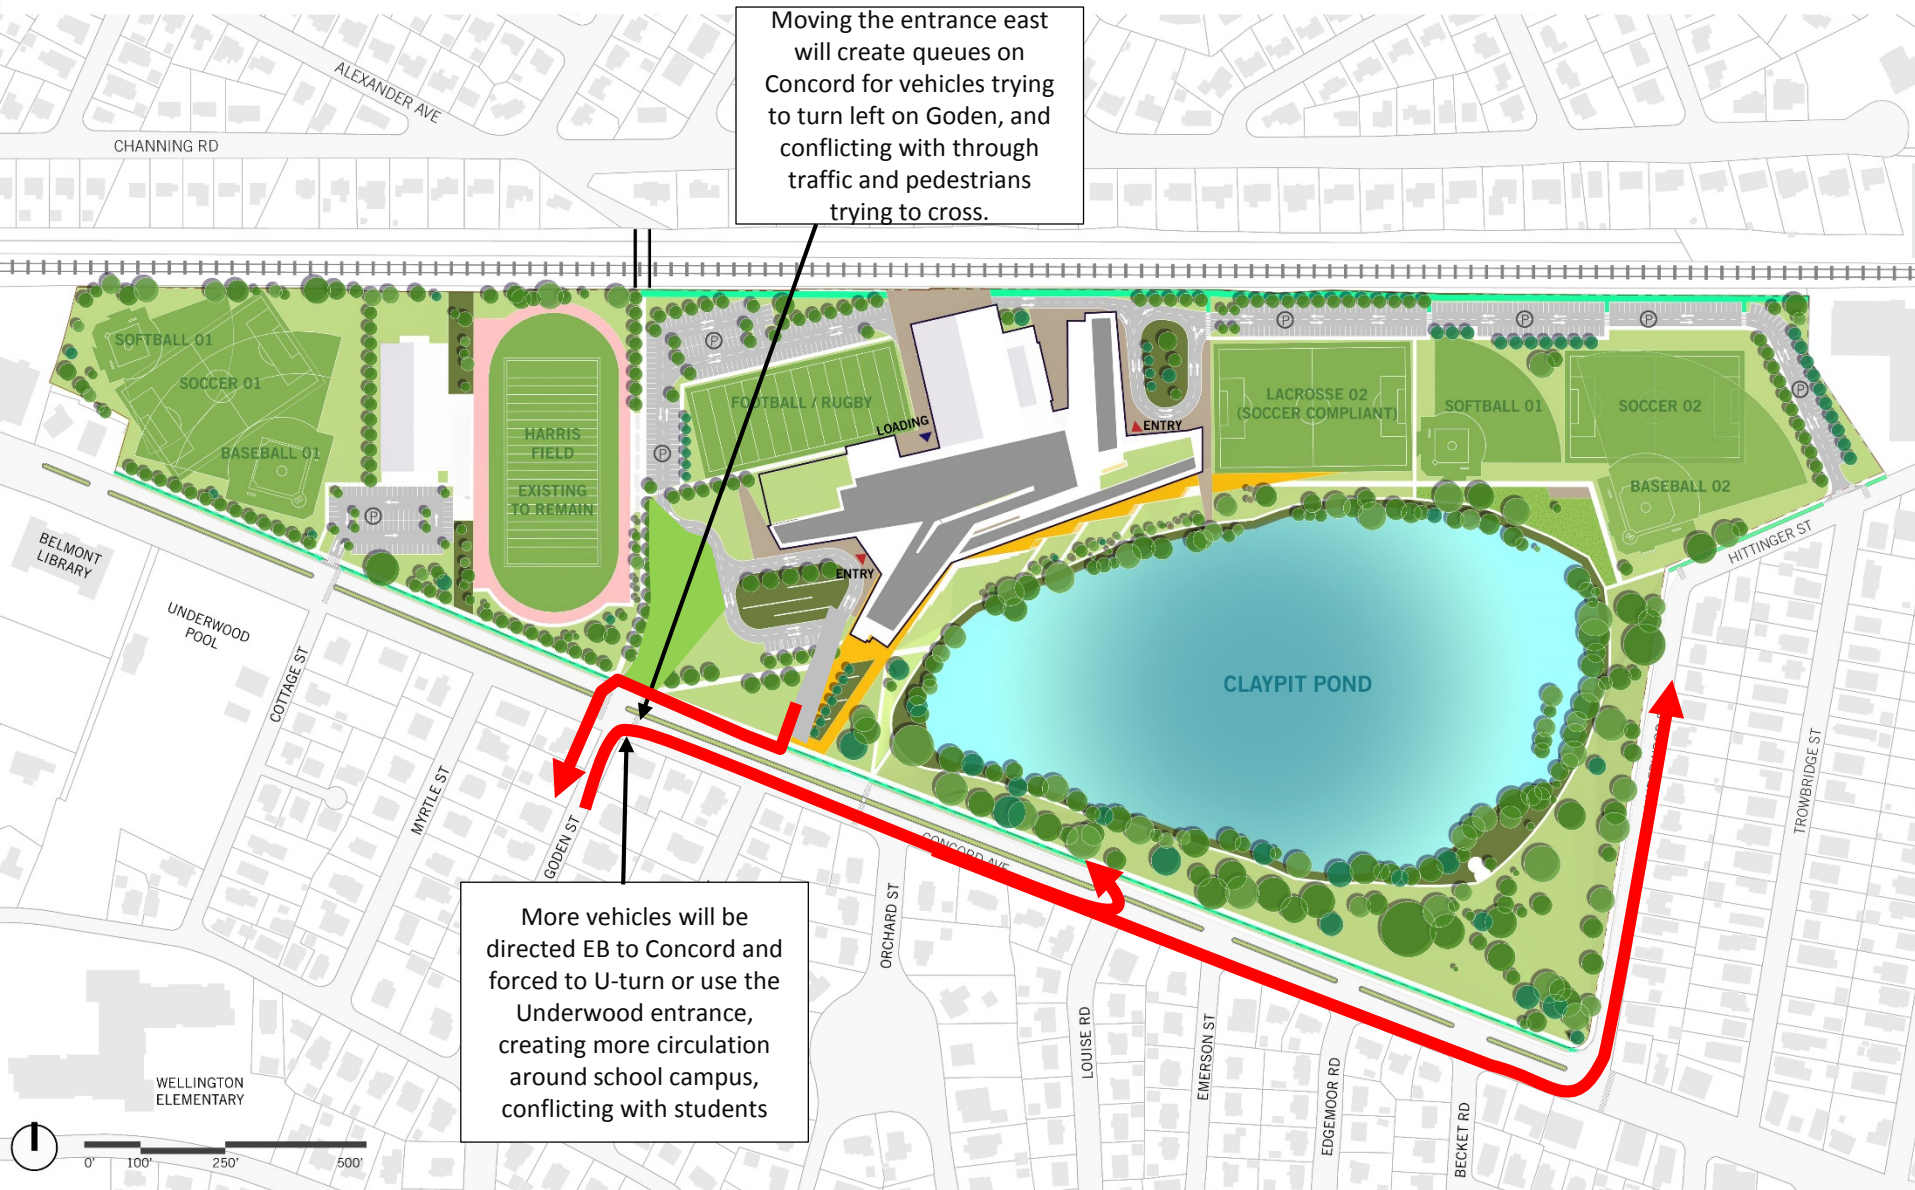 Moving the entrance east
will create queues on
Concord for vehicles trying
to turn left on Goden, and
conflicting with through
traffic and pedestrians
trying to cross.
ALEXANDER AVE
CHANNING RD
SOFTBALL 01
SOCCER 01
BASEBALL 01
HARRIS
FIELD
EXISTING
TO REMAIN
P
P
P
FOOTBALL / RUGBY
LOADING
ENTRY
ENTRY
P
P
P
P
LACROSSE 02
(SOCCER COMPLIANT)
SOFTBALL 01
SOCCER 02
BASEBALL 02
HITTINGER ST
BELMONT
LIBRARY
UNDERWOOD
POOL
COTTAGE ST
MYRTLE ST
GODEN ST
CLAYPIT POND
TROWBRIDGE ST
CONCORD AVE
ORCHARD ST
LOUISE RD
EMERSON ST
EDGEMOOR RD
BECKET RD
More vehicles will be
directed EB to Concord and
forced to U-turn or use the
Underwood entrance,
creating more circulation
around school campus,
conflicting with students
WELLINGTON
ELEMENTARY
0' 100' 250' 500'